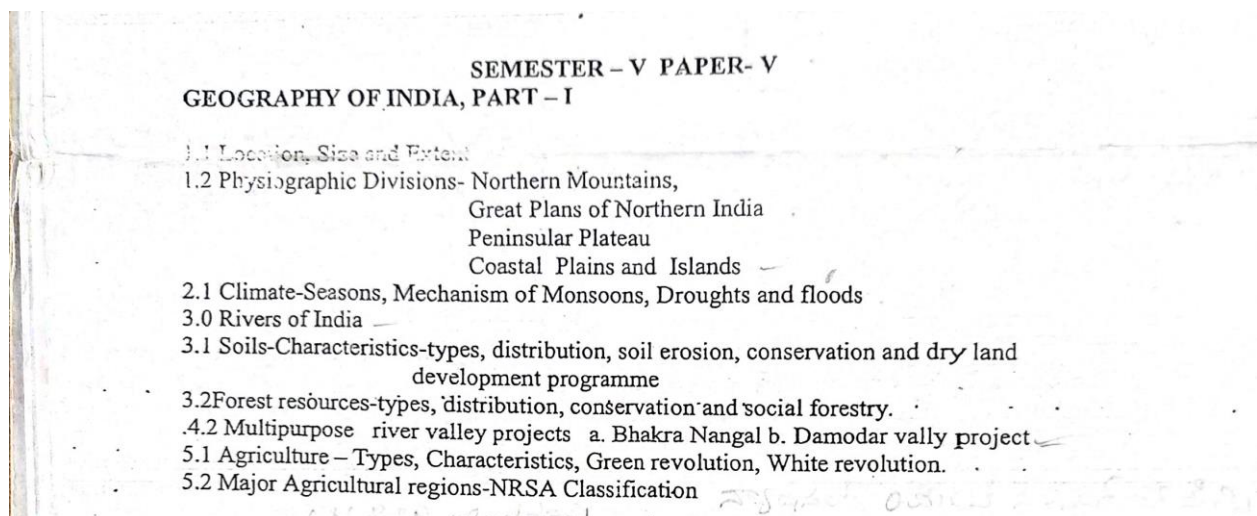 SEMESTER – V PAPER- V
GEOGRAPHY OF INDIA, PART – I
1.1 Location, Size and Extent
1.2 Physiographic Divisions- Northern Mountains,
Great Plans of Northern India
Peninsular Plateau
Coastal Plains and Islands
2.1 Climate-Seasons, Mechanism of Monsoons, Droughts and floods
3.0 Rivers of India
3.1 Soils-Characteristics-types, distribution, soil erosion, conservation and dry land
development programme
3.2Forest resources-types, distribution, conservation and social forestry.
.4.2 Multipurpose river valley projects a. Bhakra Nangal b. Damodar vally project
5.1 Agriculture – Types, Characteristics, Green revolution, White revolution.
5.2 Major Agricultural regions-NRSA Classification